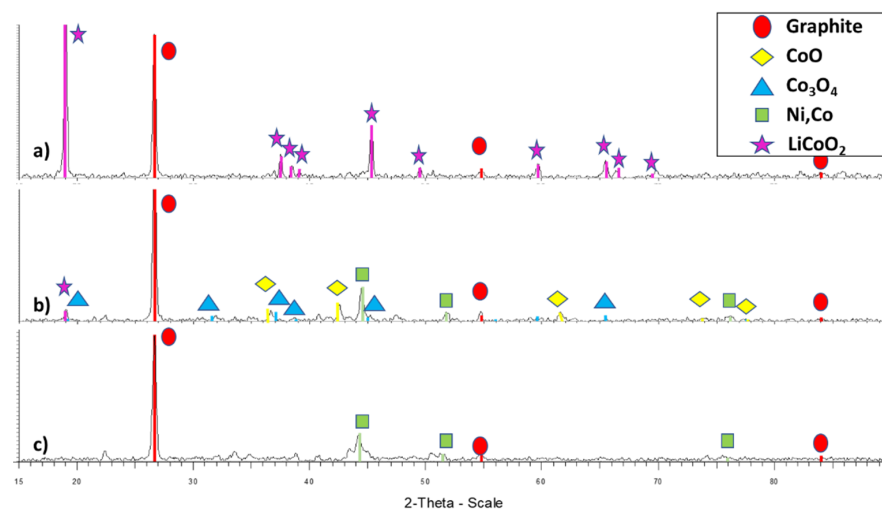 Graphite
CoO
Co₃O₄
Ni,Co
LiCoO₂
a)
b)
c)
15 20 30 40 50 60 70 80
2-Theta - Scale